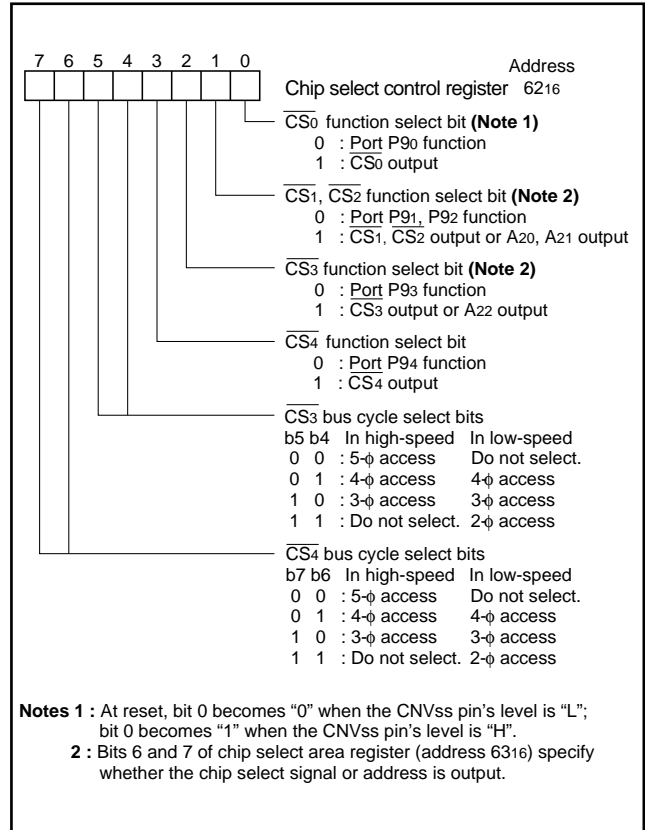 7 6 5 4 3 2 1 0
Address
Chip select control register 6216
CS0 function select bit (Note 1)
0 : Port P90 function
1 : CS0 output
CS1, CS2 function select bit (Note 2)
0 : Port P91, P92 function
1 : CS1, CS2 output or A20, A21 output
CS3 function select bit (Note 2)
0 : Port P93 function
1 : CS3 output or A22 output
CS4 function select bit
0 : Port P94 function
1 : CS4 output
CS3 bus cycle select bits
b5 b4 In high-speed In low-speed
0 0 : 5-ϕ access Do not select.
0 1 : 4-ϕ access 4-ϕ access
1 0 : 3-ϕ access 3-ϕ access
1 1 : Do not select. 2-ϕ access
CS4 bus cycle select bits
b7 b6 In high-speed In low-speed
0 0 : 5-ϕ access Do not select.
0 1 : 4-ϕ access 4-ϕ access
1 0 : 3-ϕ access 3-ϕ access
1 1 : Do not select. 2-ϕ access
Notes 1 : At reset, bit 0 becomes “0” when the CNVss pin’s level is “L”;
bit 0 becomes “1” when the CNVss pin’s level is “H”.
2 : Bits 6 and 7 of chip select area register (address 6316) specify
whether the chip select signal or address is output.